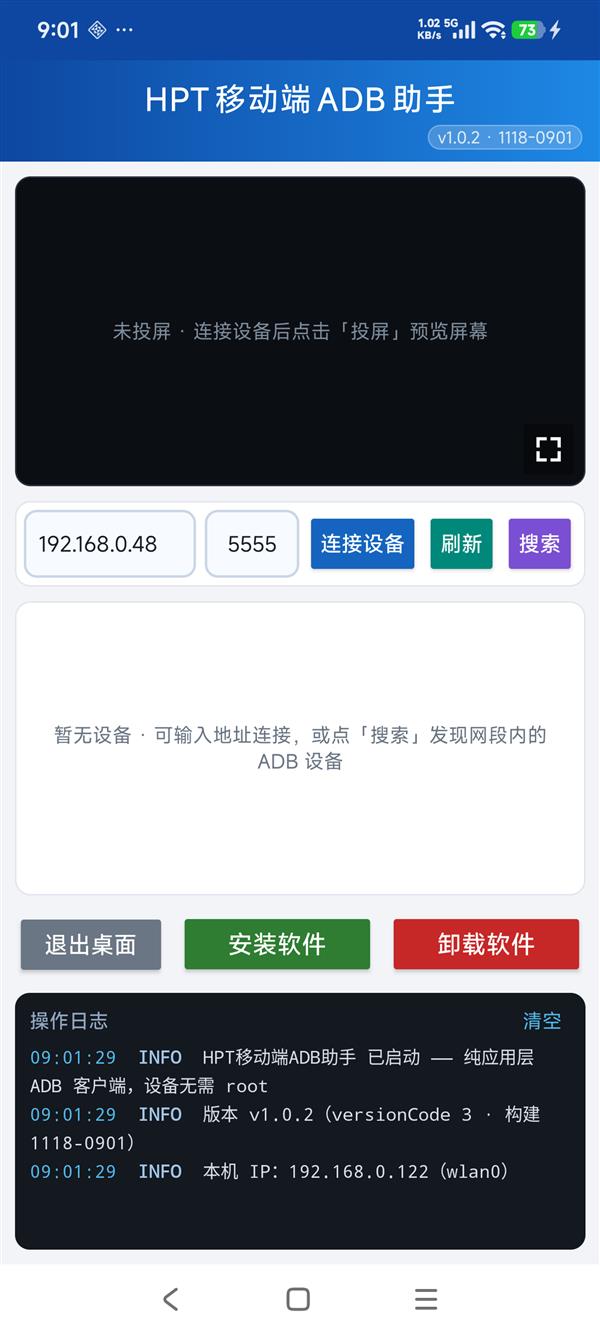 9:01
1.02 5G
KB/s
73
HPT移动端ADB助手
v1.0.2 · 1118-0901
未投屏 · 连接设备后点击「投屏」预览屏幕
192.168.0.48
5555
连接设备
刷新
搜索
暂无设备 · 可输入地址连接，或点「搜索」发现网段内的
ADB 设备
退出桌面
安装软件
卸载软件
操作日志
清空
09:01:29 INFO HPT移动端ADB助手 已启动 —— 纯应用层
ADB 客户端，设备无需 root
09:01:29 INFO 版本 v1.0.2（versionCode 3 · 构建
1118-0901）
09:01:29 INFO 本机 IP: 192.168.0.122（wlan0）